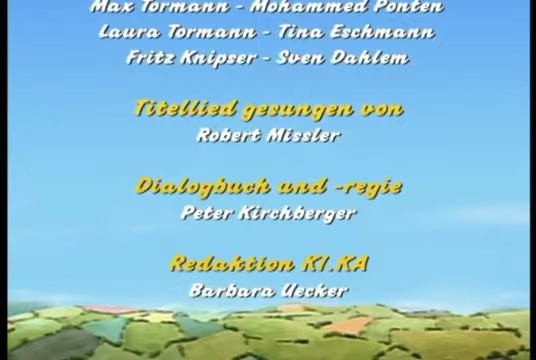 Max Tormann - Mohammed Ponten
Laura Tormann - Tina Eschmann
Fritz Knipser - Sven Dahlem
Titellied gesungen von
Robert Missler
Dialogbuch und -regie
Peter Kirchberger
Redaktion KI.KA
Barbara Uecker